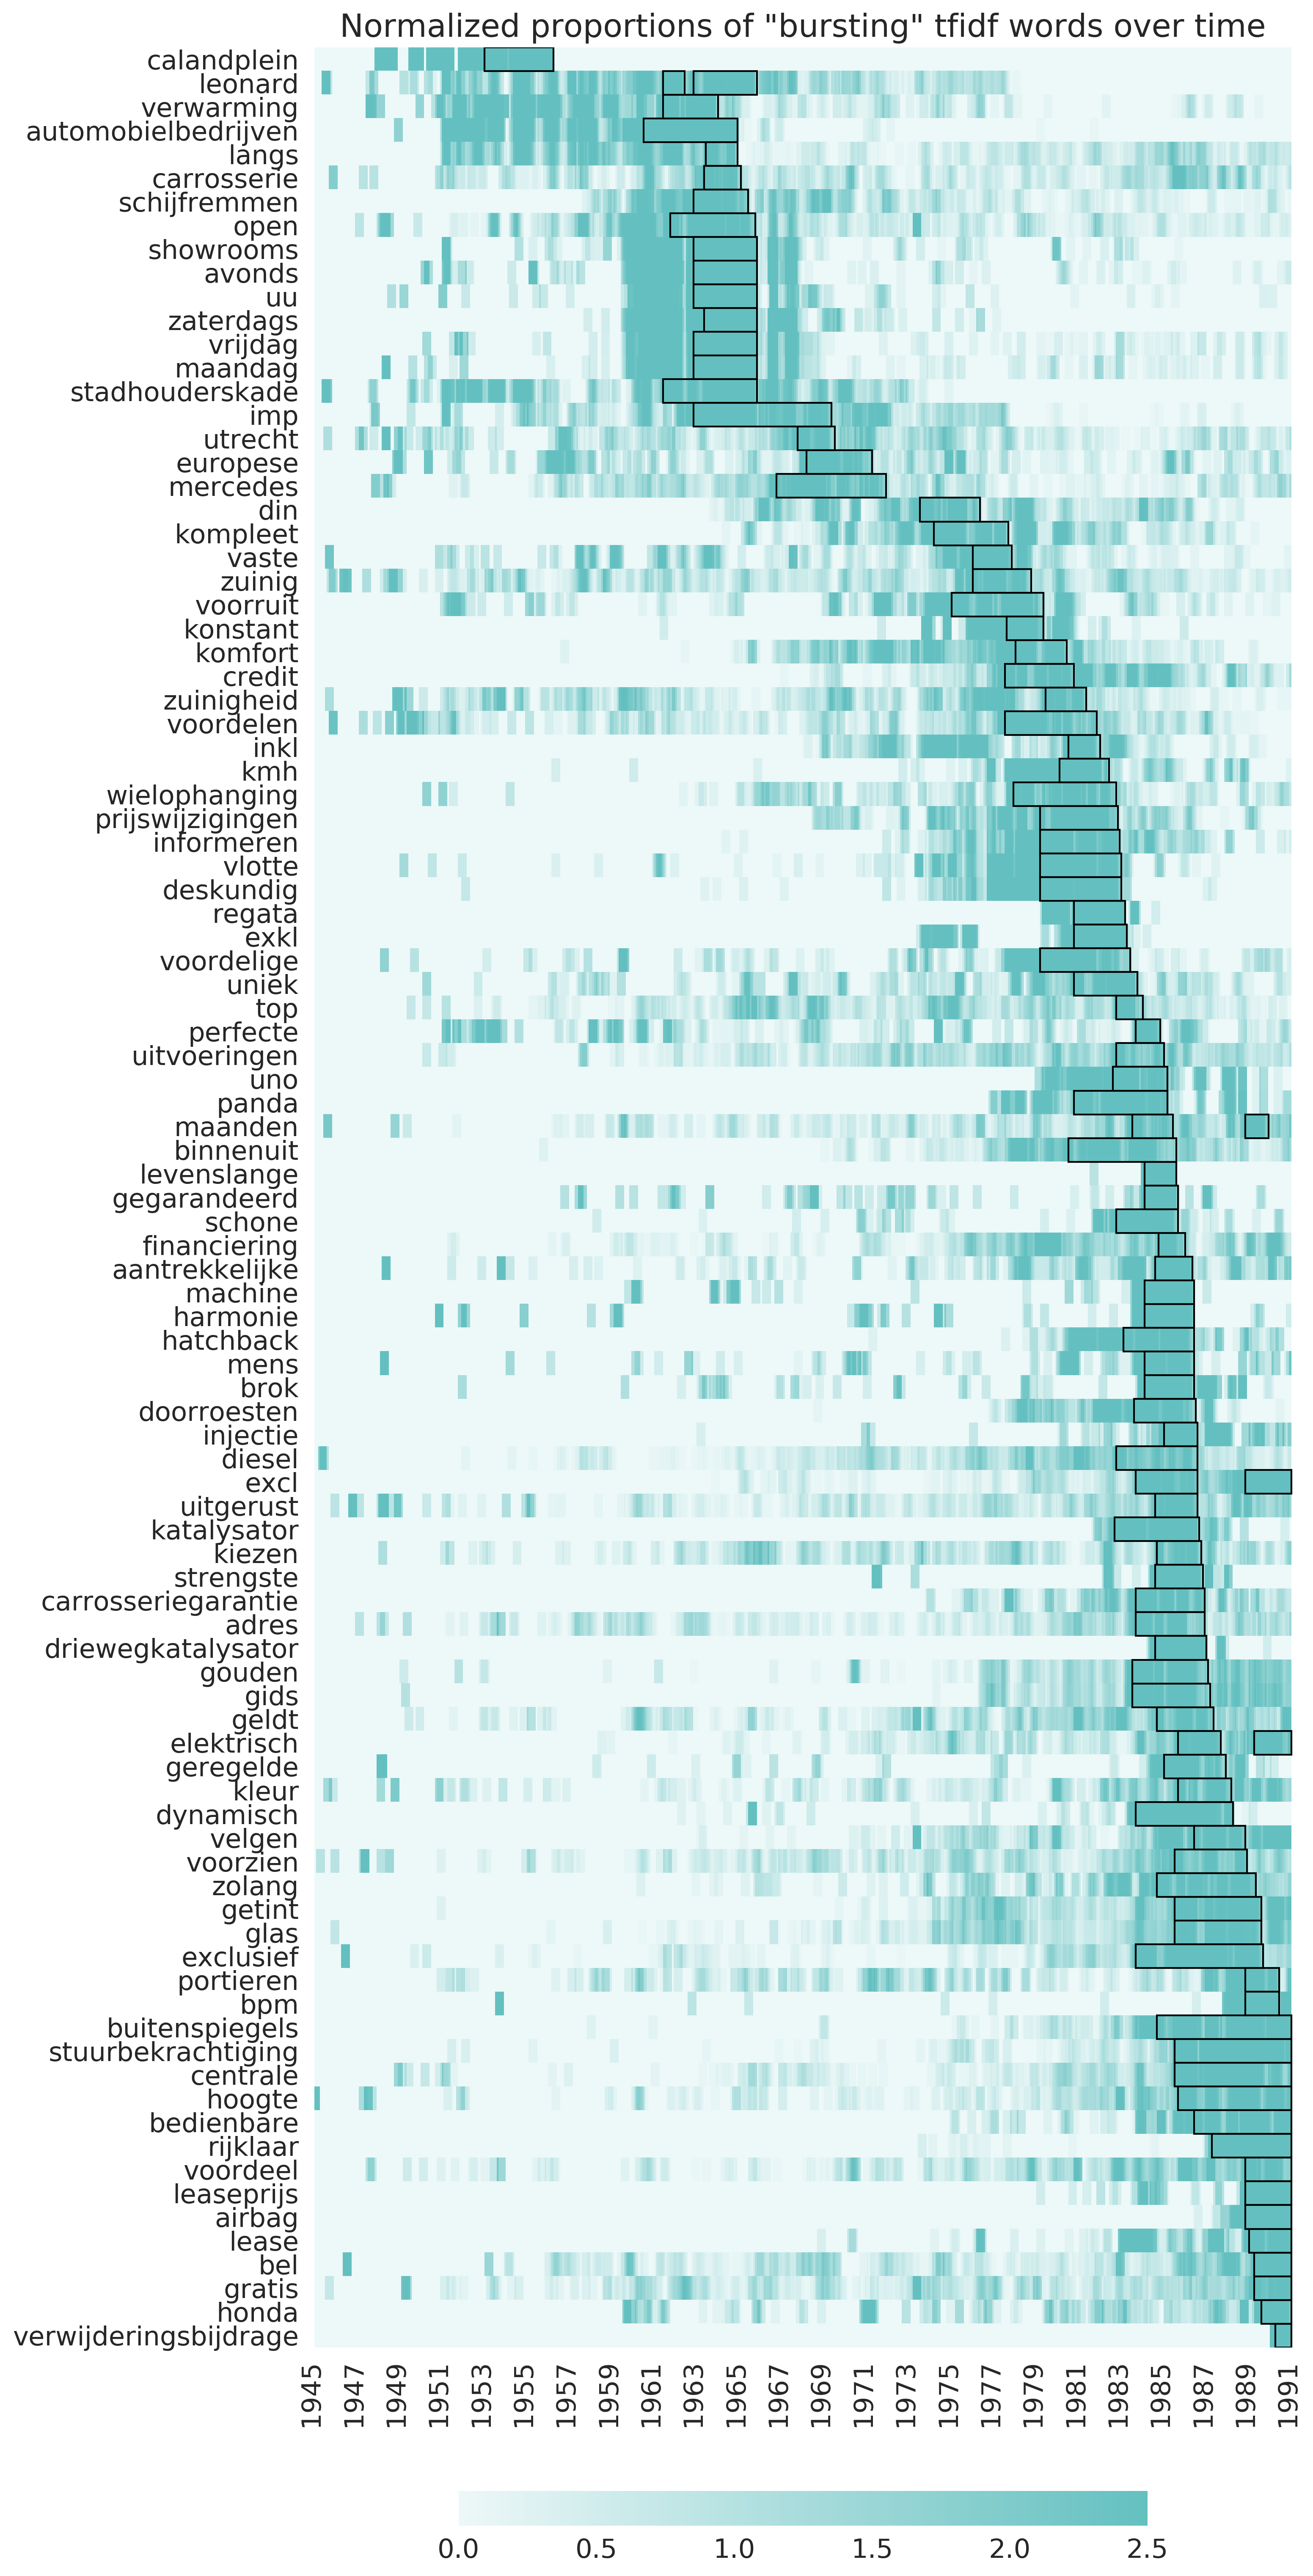 Normalized proportions of "bursting" tfidf words over time
calandplein
leonard
verwarming
automobielbedrijven
langs
carrosserie
schijfremmen
open
showrooms
avonds
uu
zaterdags
vrijdag
maandag
stadhouderskade
imp
utrecht
europese
mercedes
din
kompleet
vaste
zuinig
voorruit
konstant
komfort
credit
zuinigheid
voordelen
inkl
kmh
wielophanging
prijswijzigingen
informeren
vlotte
deskundig
regata
exkl
voordelige
uniek
top
perfecte
uitvoeringen
uno
panda
maanden
binnenuit
levenslange
gegarandeerd
schone
financiering
aantrekkelijke
machine
harmonie
hatchback
mens
brok
doorroesten
injectie
diesel
excl
uitgerust
katalysator
kiezen
strengste
carrosseriegarantie
adres
driewegkatalysator
gouden
gids
geldt
elektrisch
geregelde
kleur
dynamisch
velgen
voorzien
zolang
getint
glas
exclusief
portieren
bpm
buitenspiegels
stuurbekrachtiging
centrale
hoogte
bedienbare
rijklaar
voordeel
leaseprijs
airbag
lease
bel
gratis
honda
verwijderingsbijdrage
1945 1947 1949 1951 1953 1955 1957 1959 1961 1963 1965 1967 1969 1971 1973 1975 1977 1979 1981 1983 1985 1987 1989 1991
0.0 0.5 1.0 1.5 2.0 2.5